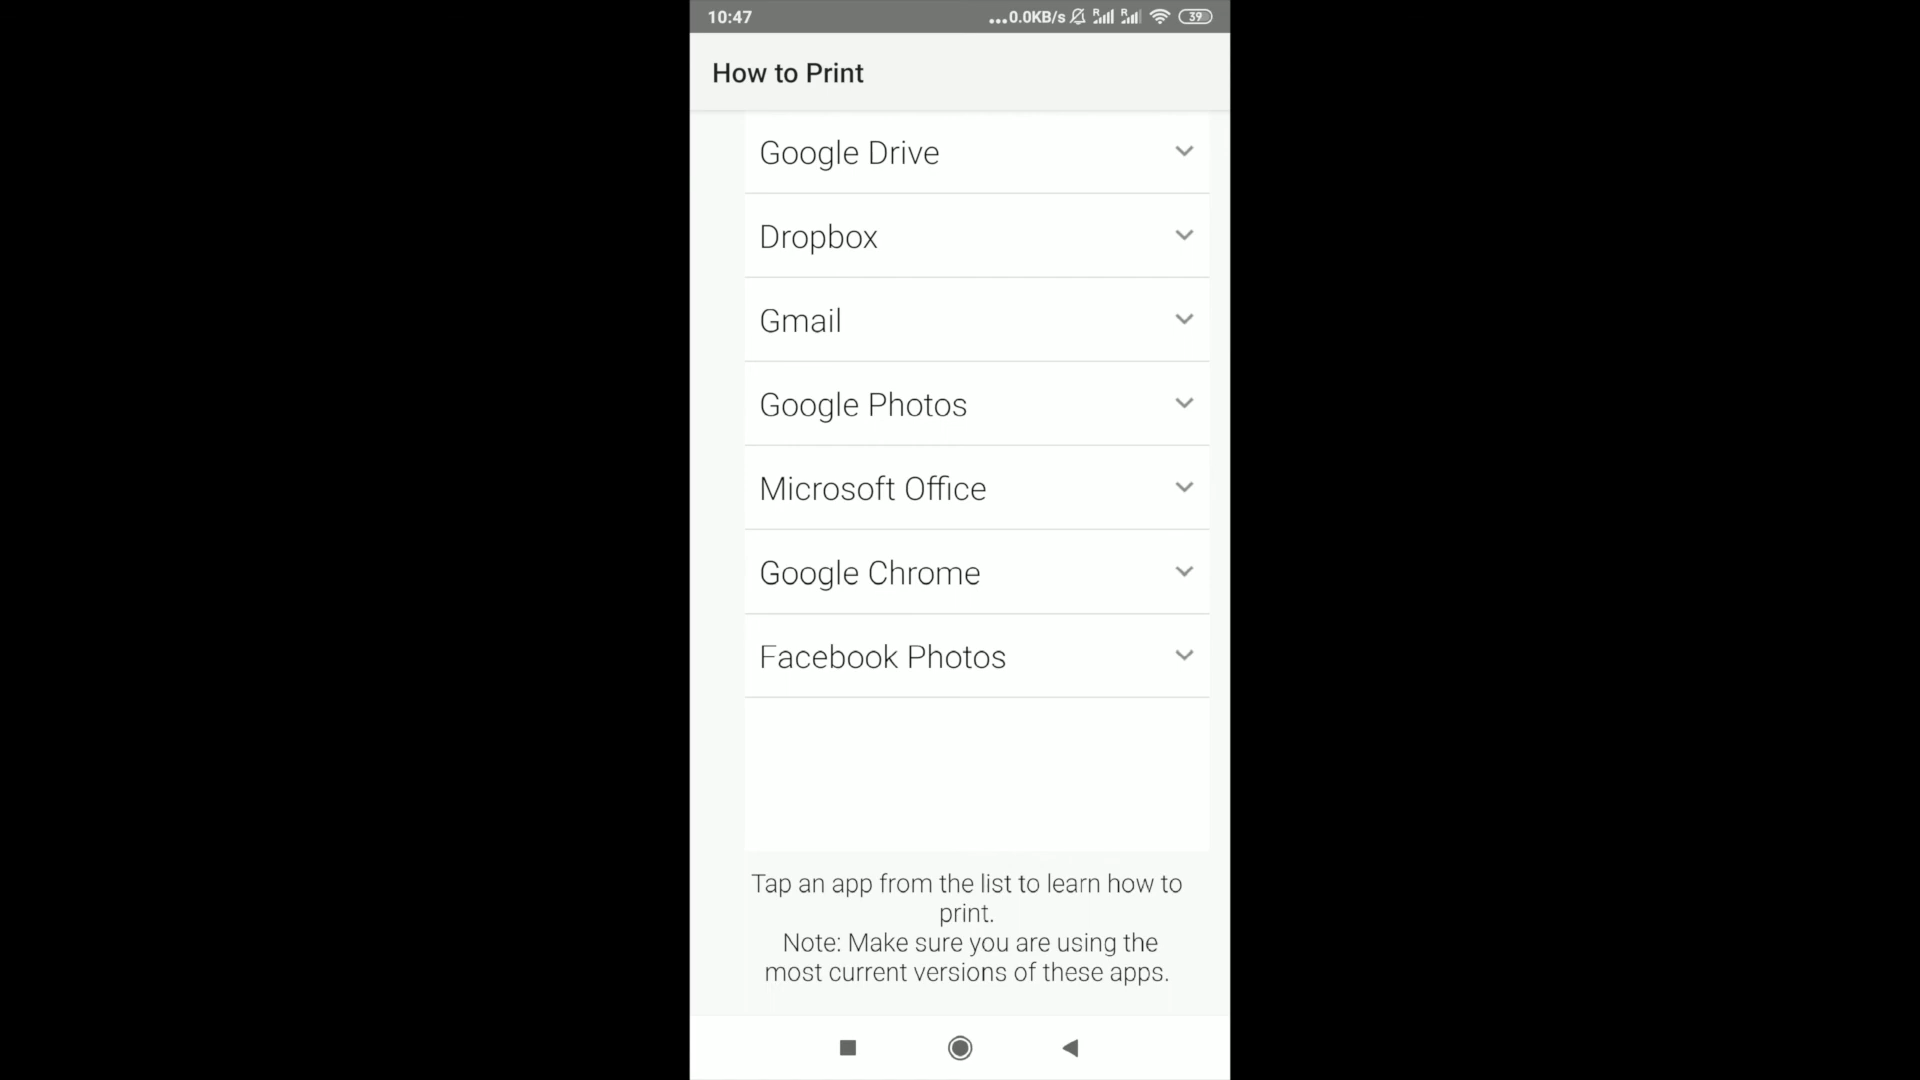 10:47
...0.0KB/s R R 39
How to Print
Google Drive
Dropbox
Gmail
Google Photos
Microsoft Office
Google Chrome
Facebook Photos
Tap an app from the list to learn how to
print.
Note: Make sure you are using the
most current versions of these apps.